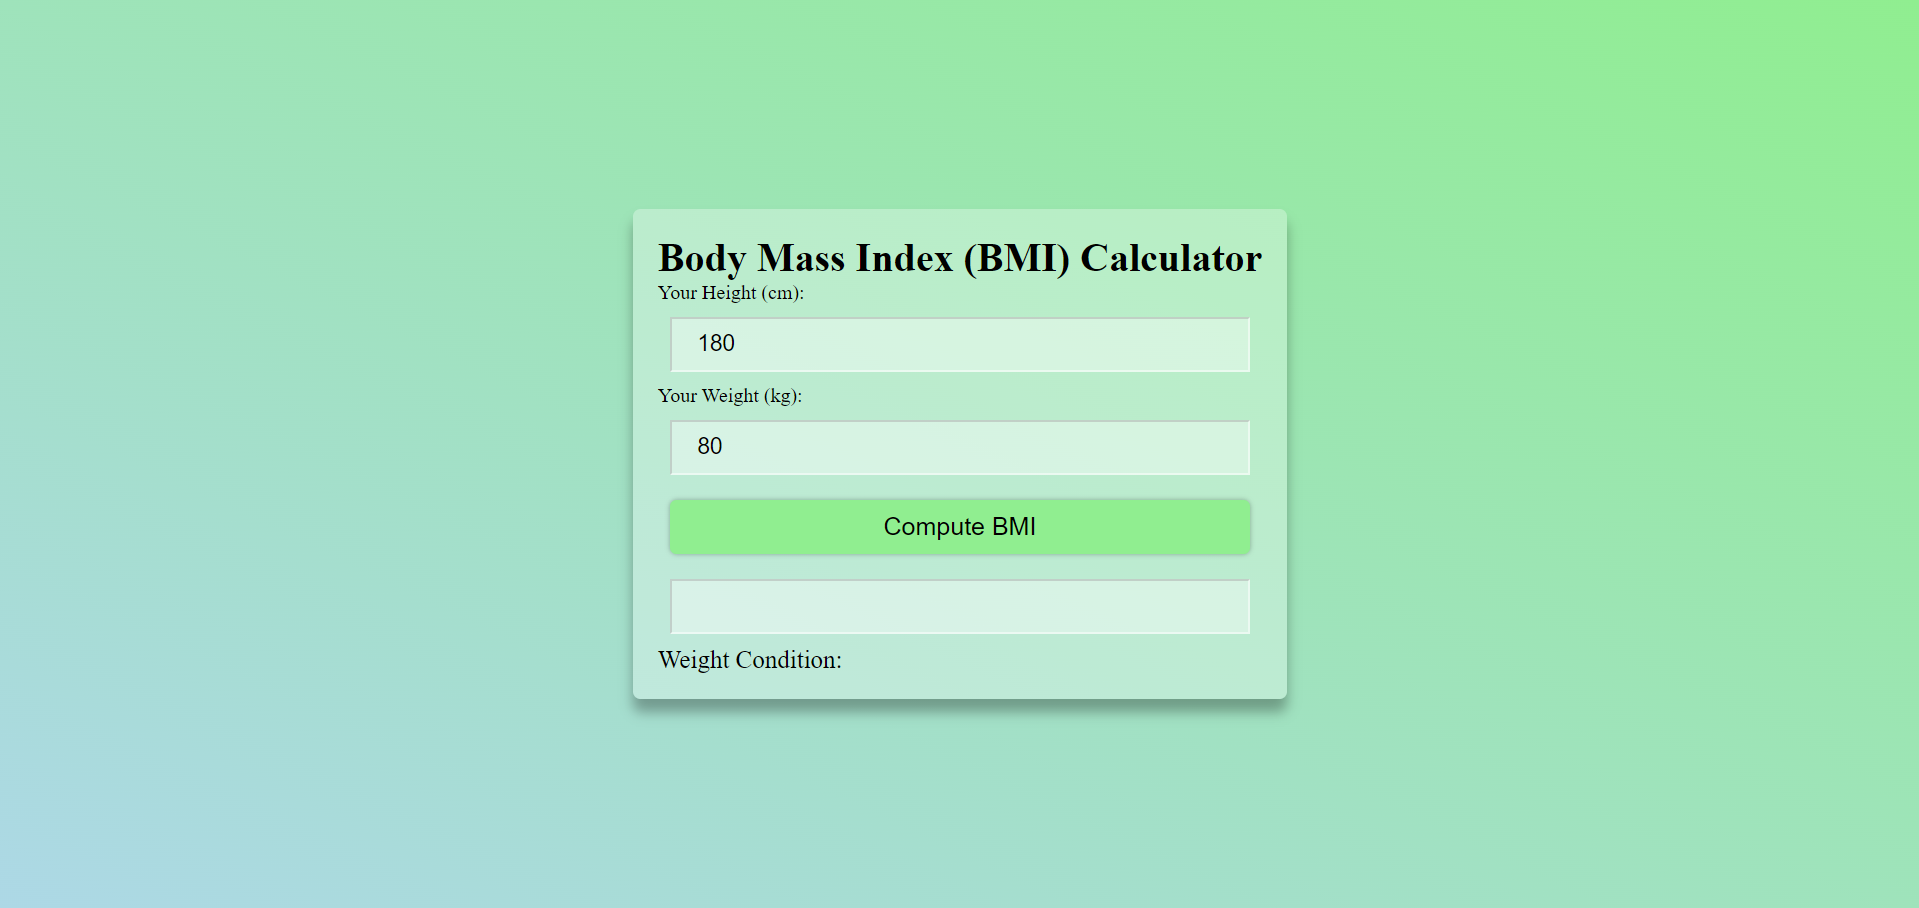 Body Mass Index (BMI) Calculator
Your Height (cm):
180
Your Weight (kg):
80
Compute BMI
Weight Condition: